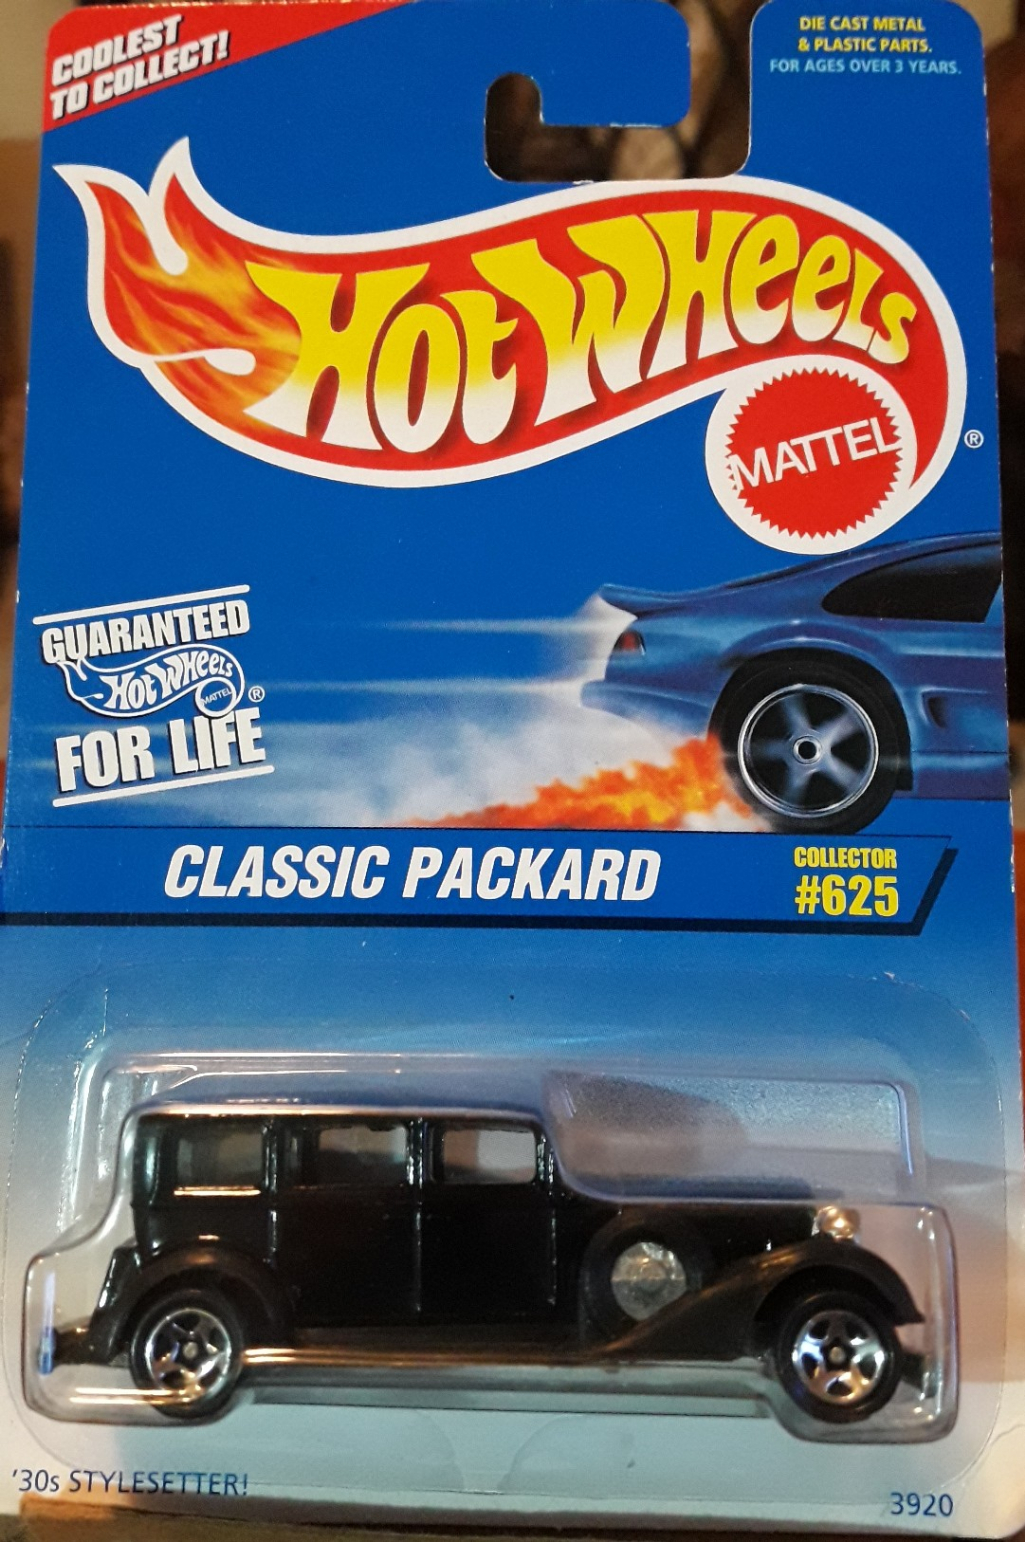 COOLEST
TO COLLECT!
DIE CAST METAL
& PLASTIC PARTS.
FOR AGES OVER 3 YEARS.
HOT WHEELS
MATTEL
®
GUARANTEED
HOT WHEELS
MATTEL
®
FOR LIFE
CLASSIC PACKARD
COLLECTOR
#625
'30s STYLESETTER!
3920